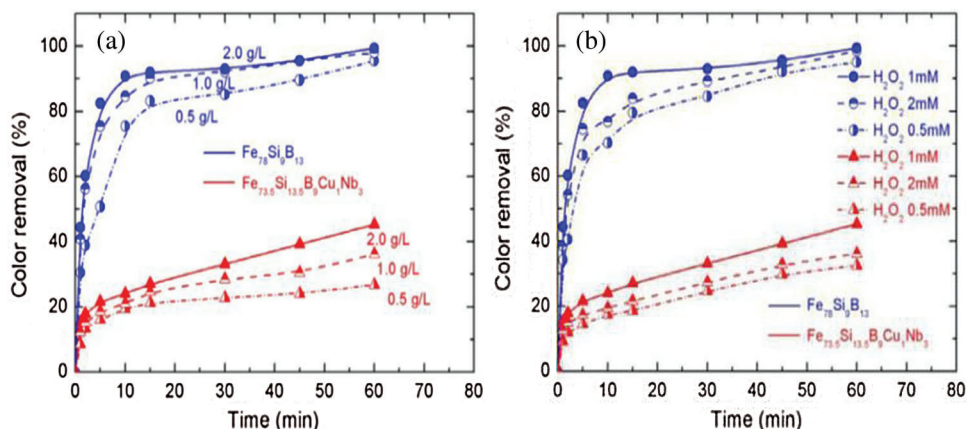 (a)
2.0 g/L
1.0 g/L
0.5 g/L
Fe₇₈Si₉B₁₃
Fe₇₃.₅Si₁₃.₅B₉Cu₁Nb₃
2.0 g/L
1.0 g/L
0.5 g/L
Color removal (%)
100
80
60
40
20
0
0 10 20 30 40 50 60 70 80
Time (min)
(b)
H₂O₂ 1mM
H₂O₂ 2mM
H₂O₂ 0.5mM
H₂O₂ 1mM
H₂O₂ 2mM
H₂O₂ 0.5mM
Fe₇₈Si₉B₁₃
Fe₇₃.₅Si₁₃.₅B₉Cu₁Nb₃
Color removal (%)
100
80
60
40
20
0
0 10 20 30 40 50 60 70 80
Time (min)